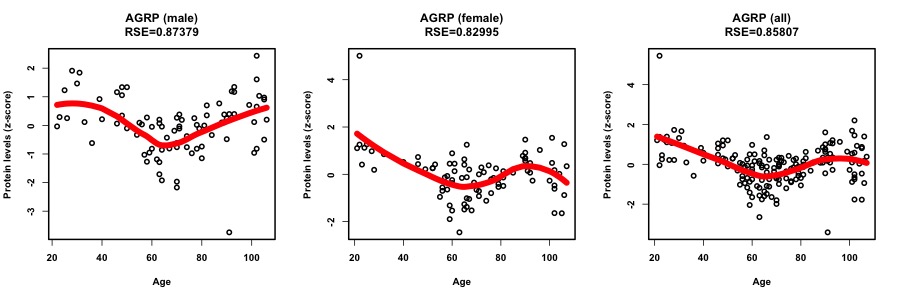 AGRP (male)
RSE=0.87379
Protein levels (z-score)
2
1
0
-1
-2
-3
20 40 60 80 100
Age
AGRP (female)
RSE=0.82995
Protein levels (z-score)
4
2
0
-2
20 40 60 80 100
Age
AGRP (all)
RSE=0.85807
Protein levels (z-score)
4
2
0
-2
20 40 60 80 100
Age